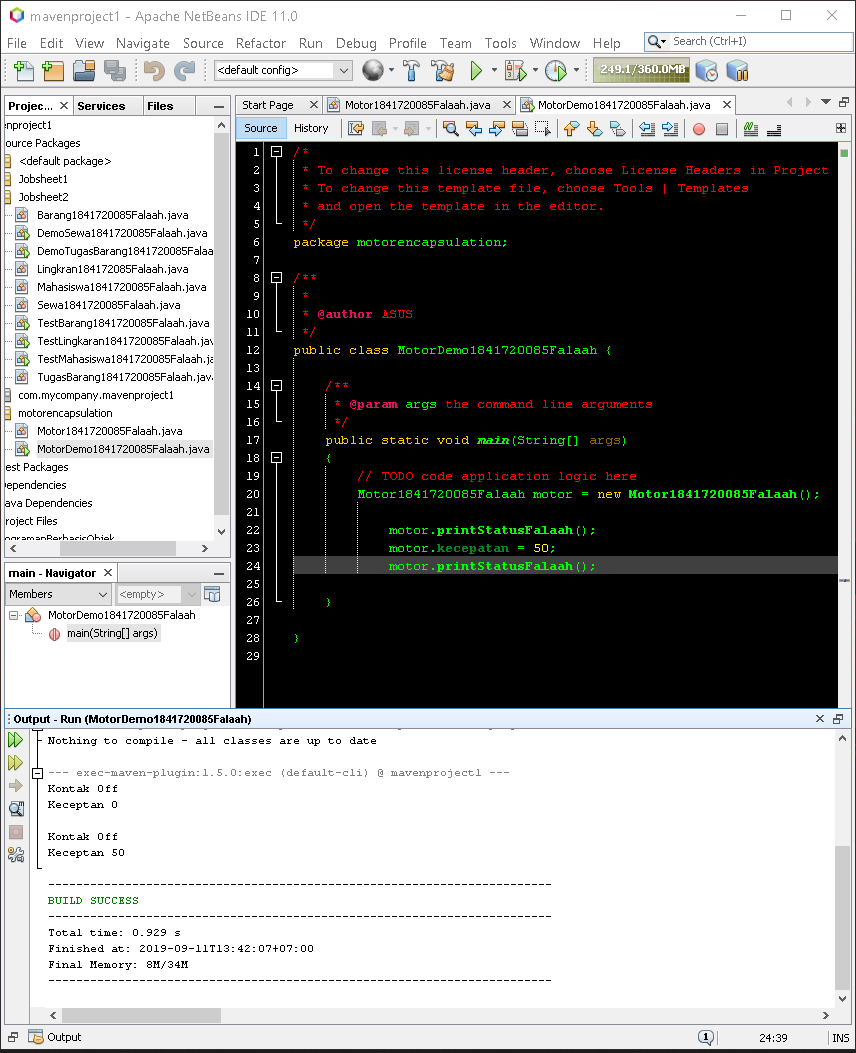 mavenproject1 - Apache NetBeans IDE 11.0
File Edit View Navigate Source Refactor Run Debug Profile Team Tools Window Help
Search (Ctrl+I)
<default config>
249.1/360.0MB
Projec... Services Files
enproject1
ource Packages
<default package>
Jobsheet1
Jobsheet2
Barang1841720085Falaah.java
DemoSewa1841720085Falaah.java
DemoTugasBarang1841720085Falaa
Lingkran1841720085Falaah.java
Mahasiswa1841720085Falaah.java
Sewa1841720085Falaah.java
TestBarang1841720085Falaah.java
TestLingkaran1841720085Falaah.jav
TestMahasiswa1841720085Falaah.ja
TugasBarang1841720085Falaah.jav
com.mycompany.mavenproject1
motorencapsulation
Motor1841720085Falaah.java
MotorDemo1841720085Falaah.java
est Packages
Dependencies
ava Dependencies
roject Files
ogramanBerbasisObjek
main - Navigator
Members
<empty>
MotorDemo1841720085Falaah
main(String[] args)
Start Page Motor1841720085Falaah.java MotorDemo1841720085Falaah.java
Source History
1 /*
2 * To change this license header, choose License Headers in Project
3 * To change this template file, choose Tools | Templates
4 * and open the template in the editor.
5 */
6 package motorencapsulation;
7
8 /**
9 *
10 * @author ASUS
11 */
12 public class MotorDemo1841720085Falaah {
13
14 /**
15 * @param args the command line arguments
16 */
17 public static void main(String[] args)
18 {
19 // TODO code application logic here
20 Motor1841720085Falaah motor = new Motor1841720085Falaah();
21
22 motor.printStatusFalaah();
23 motor.kecepatan = 50;
24 motor.printStatusFalaah();
25
26 }
27
28 }
29
Output - Run (MotorDemo1841720085Falaah)
Nothing to compile - all classes are up to date
--- exec-maven-plugin:1.5.0:exec (default-cli) @ mavenproject1 ---
Kontak Off
Keceptan 0
Kontak Off
Keceptan 50
------------------------------------------------------------------------
BUILD SUCCESS
------------------------------------------------------------------------
Total time: 0.929 s
Finished at: 2019-09-11T13:42:07+07:00
Final Memory: 8M/34M
------------------------------------------------------------------------
Output
1
24:39
INS